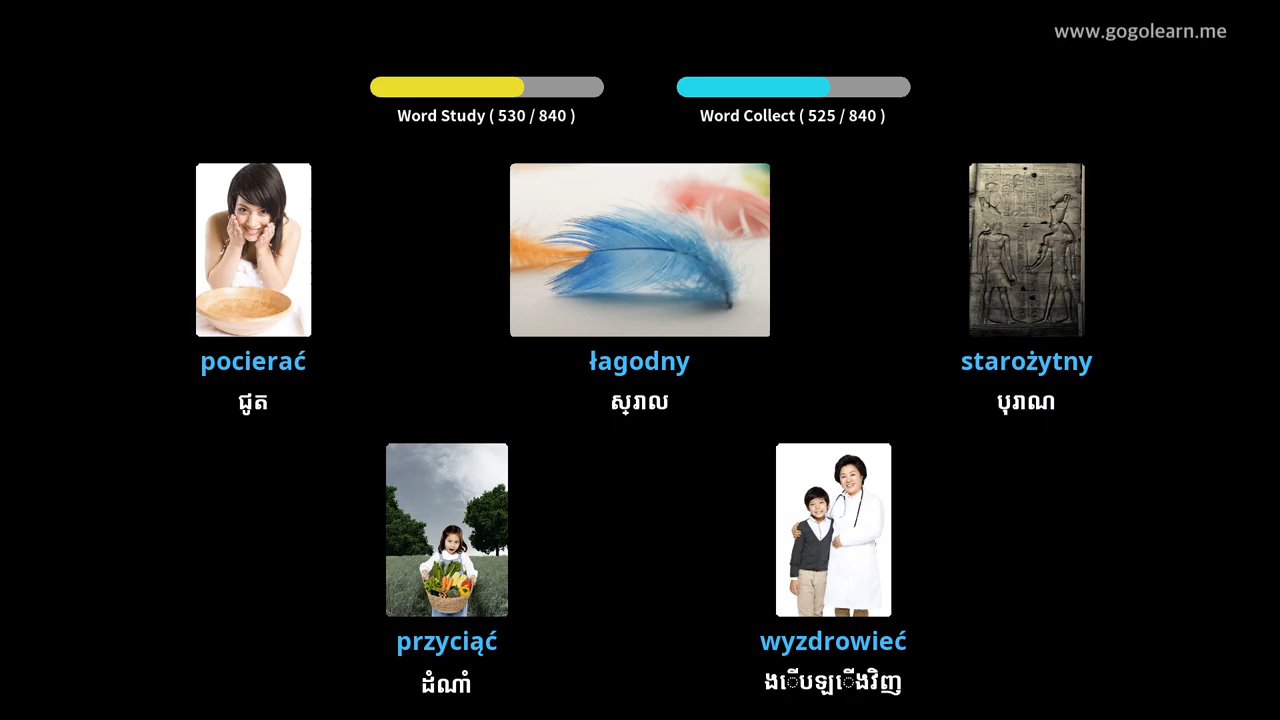 www.gogolearn.me
Word Study ( 530 / 840 )
Word Collect ( 525 / 840 )
pocierać
łagodny
starożytny
ជូត
ស្រាល
បុរាណ
przyciąć
wyzdrowieć
ដំណាំ
ងើបឡើងវិញ